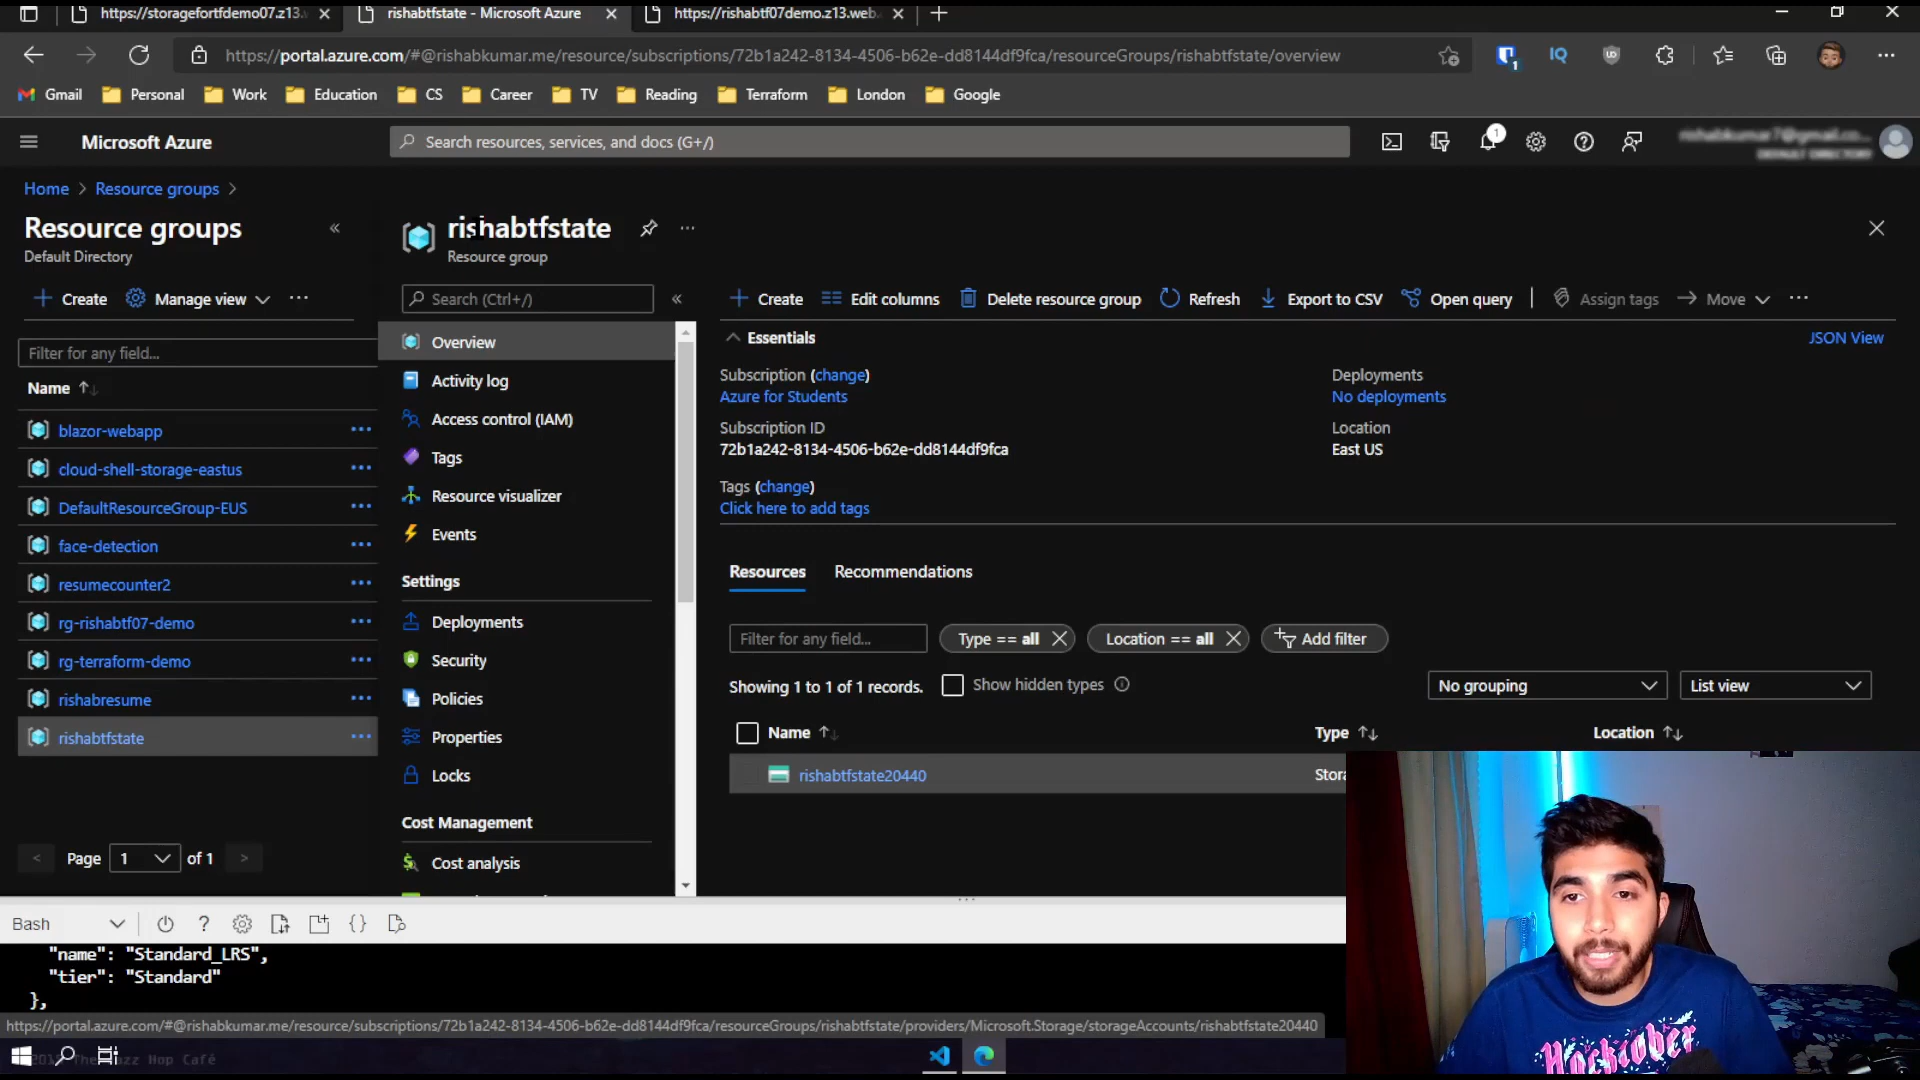 https://storagefortfdemo07.z13.
rishabtfstate - Microsoft Azure
https://rishabtf07demo.z13.web.
https://portal.azure.com/#@rishabkumar.me/resource/subscriptions/72b1a242-8134-4506-b62e-dd8144df9fca/resourceGroups/rishabtfstate/overview
1
IQ
Gmail
Personal
Work
Education
CS
Career
TV
Reading
Terraform
London
Google
Microsoft Azure
Search resources, services, and docs (G+/)
1
DEFAULT DIRECTORY
Home > Resource groups >
Resource groups
Default Directory
Create
Manage view
Filter for any field...
Name
blazor-webapp
cloud-shell-storage-eastus
DefaultResourceGroup-EUS
face-detection
resumecounter2
rg-rishabtf07-demo
rg-terraform-demo
rishabresume
rishabtfstate
Page 1 of 1
rishabtfstate
Resource group
Search (Ctrl+/)
Overview
Activity log
Access control (IAM)
Tags
Resource visualizer
Events
Settings
Deployments
Security
Policies
Properties
Locks
Cost Management
Cost analysis
Create
Edit columns
Delete resource group
Refresh
Export to CSV
Open query
Assign tags
Move
Essentials
JSON View
Subscription (change)
Azure for Students
Subscription ID
72b1a242-8134-4506-b62e-dd8144df9fca
Tags (change)
Click here to add tags
Deployments
No deployments
Location
East US
Resources
Recommendations
Filter for any field...
Type == all
Location == all
Add filter
Showing 1 to 1 of 1 records.
Show hidden types
No grouping
List view
Name
Type
Location
rishabtfstate20440
Stora
Bash
"name": "Standard_LRS",
"tier": "Standard"
},
https://portal.azure.com/#@rishabkumar.me/resource/subscriptions/72b1a242-8134-4506-b62e-dd8144df9fca/resourceGroups/rishabtfstate/providers/Microsoft.Storage/storageAccounts/rishabtfstate20440
Jazz Hop Café
Hacktober